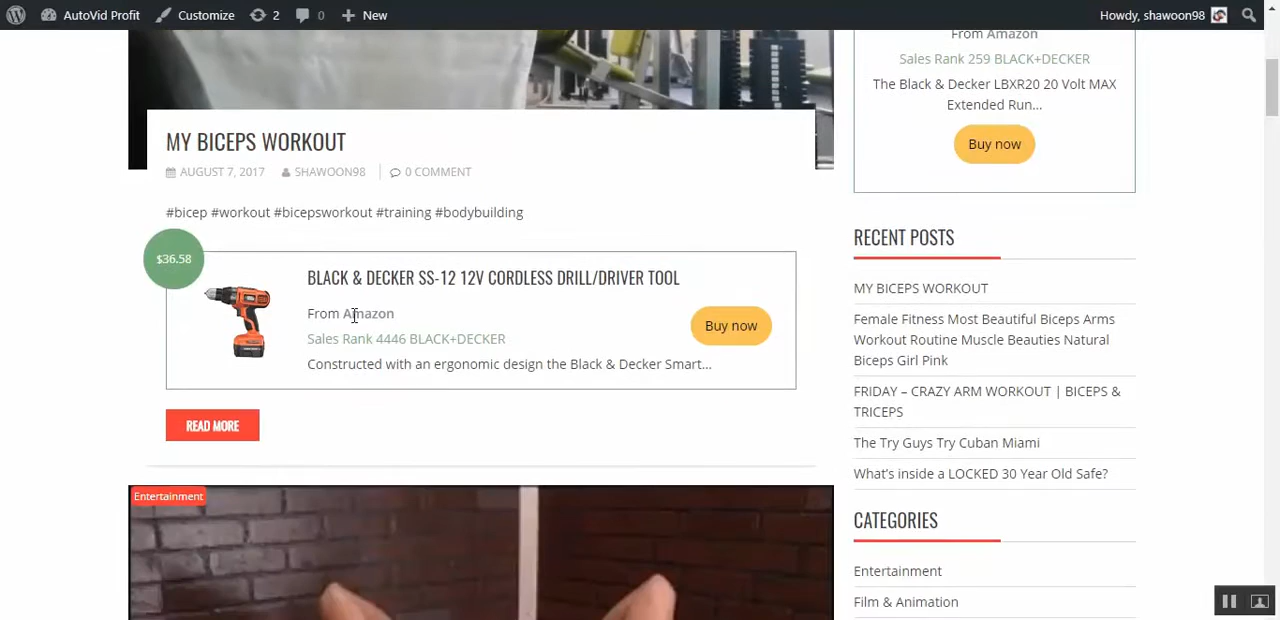 AutoVid Profit Customize 2 0 New Howdy, shawoon98
MY BICEPS WORKOUT
AUGUST 7, 2017 SHAWOON98 0 COMMENT
#bicep #workout #bicepsworkout #training #bodybuilding
$36.58
BLACK & DECKER SS-12 12V CORDLESS DRILL/DRIVER TOOL
From Amazon
Sales Rank 4446 BLACK+DECKER
Constructed with an ergonomic design the Black & Decker Smart...
Buy now
READ MORE
Entertainment
From Amazon
Sales Rank 259 BLACK+DECKER
The Black & Decker LBXR20 20 Volt MAX
Extended Run...
Buy now
RECENT POSTS
MY BICEPS WORKOUT
Female Fitness Most Beautiful Biceps Arms
Workout Routine Muscle Beauties Natural
Biceps Girl Pink
FRIDAY – CRAZY ARM WORKOUT | BICEPS &
TRICEPS
The Try Guys Try Cuban Miami
What's inside a LOCKED 30 Year Old Safe?
CATEGORIES
Entertainment
Film & Animation